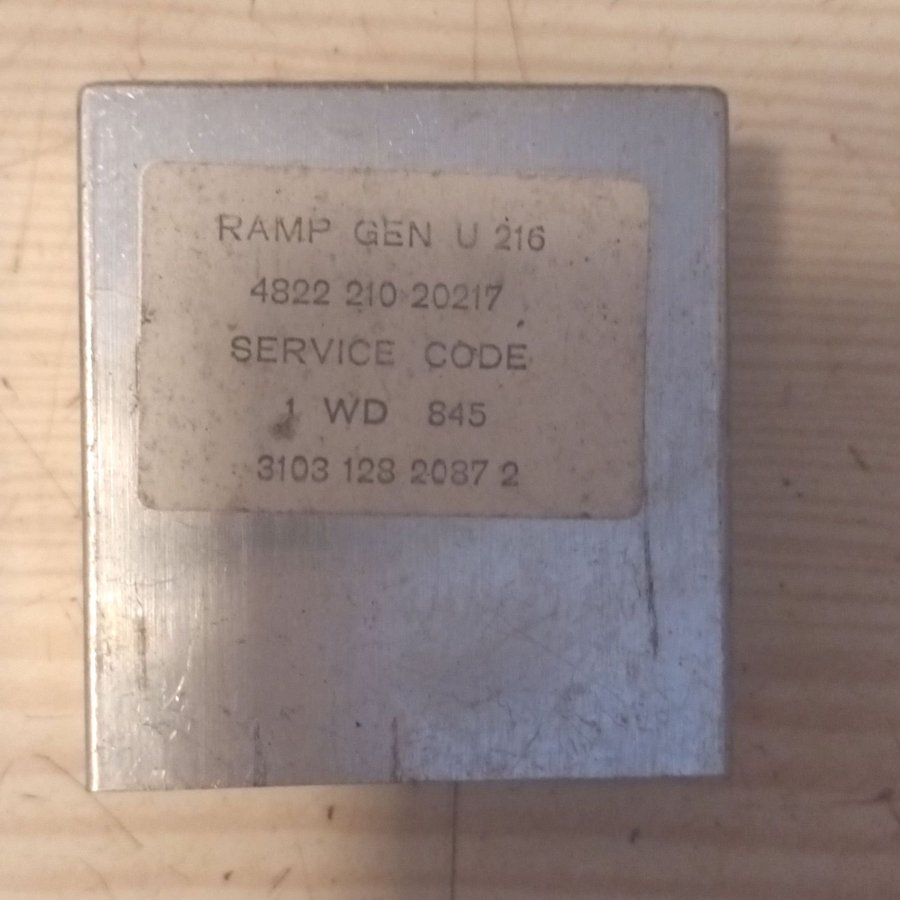 RAMP GEN U 216
4822 210 20217
SERVICE CODE
1 WD 845
3103 128 2087 2